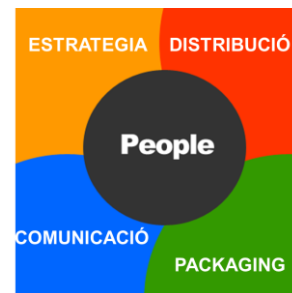 ESTRATEGIA
DISTRIBUCIÓ
People
COMUNICACIÓ
PACKAGING